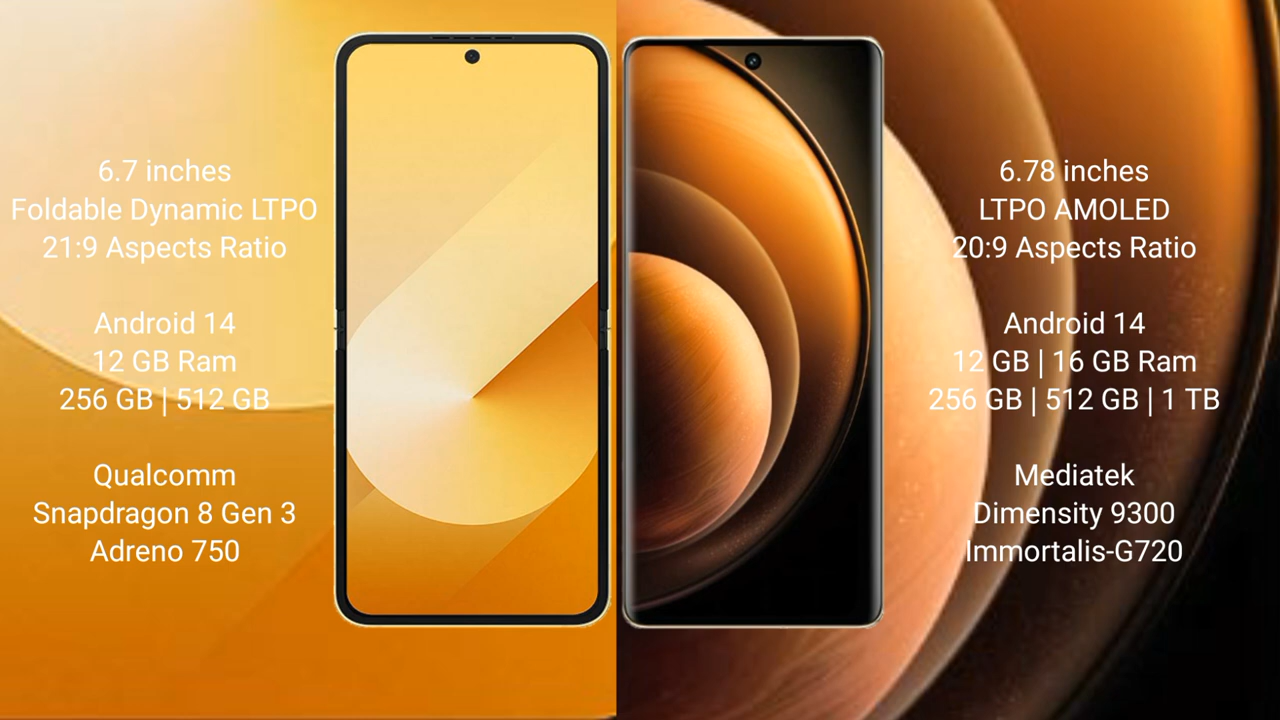 6.7 inches
Foldable Dynamic LTPO
21:9 Aspects Ratio
Android 14
12 GB Ram
256 GB | 512 GB
Qualcomm
Snapdragon 8 Gen 3
Adreno 750
6.78 inches
LTPO AMOLED
20:9 Aspects Ratio
Android 14
12 GB | 16 GB Ram
256 GB | 512 GB | 1 TB
Mediatek
Dimensity 9300
Immortalis-G720